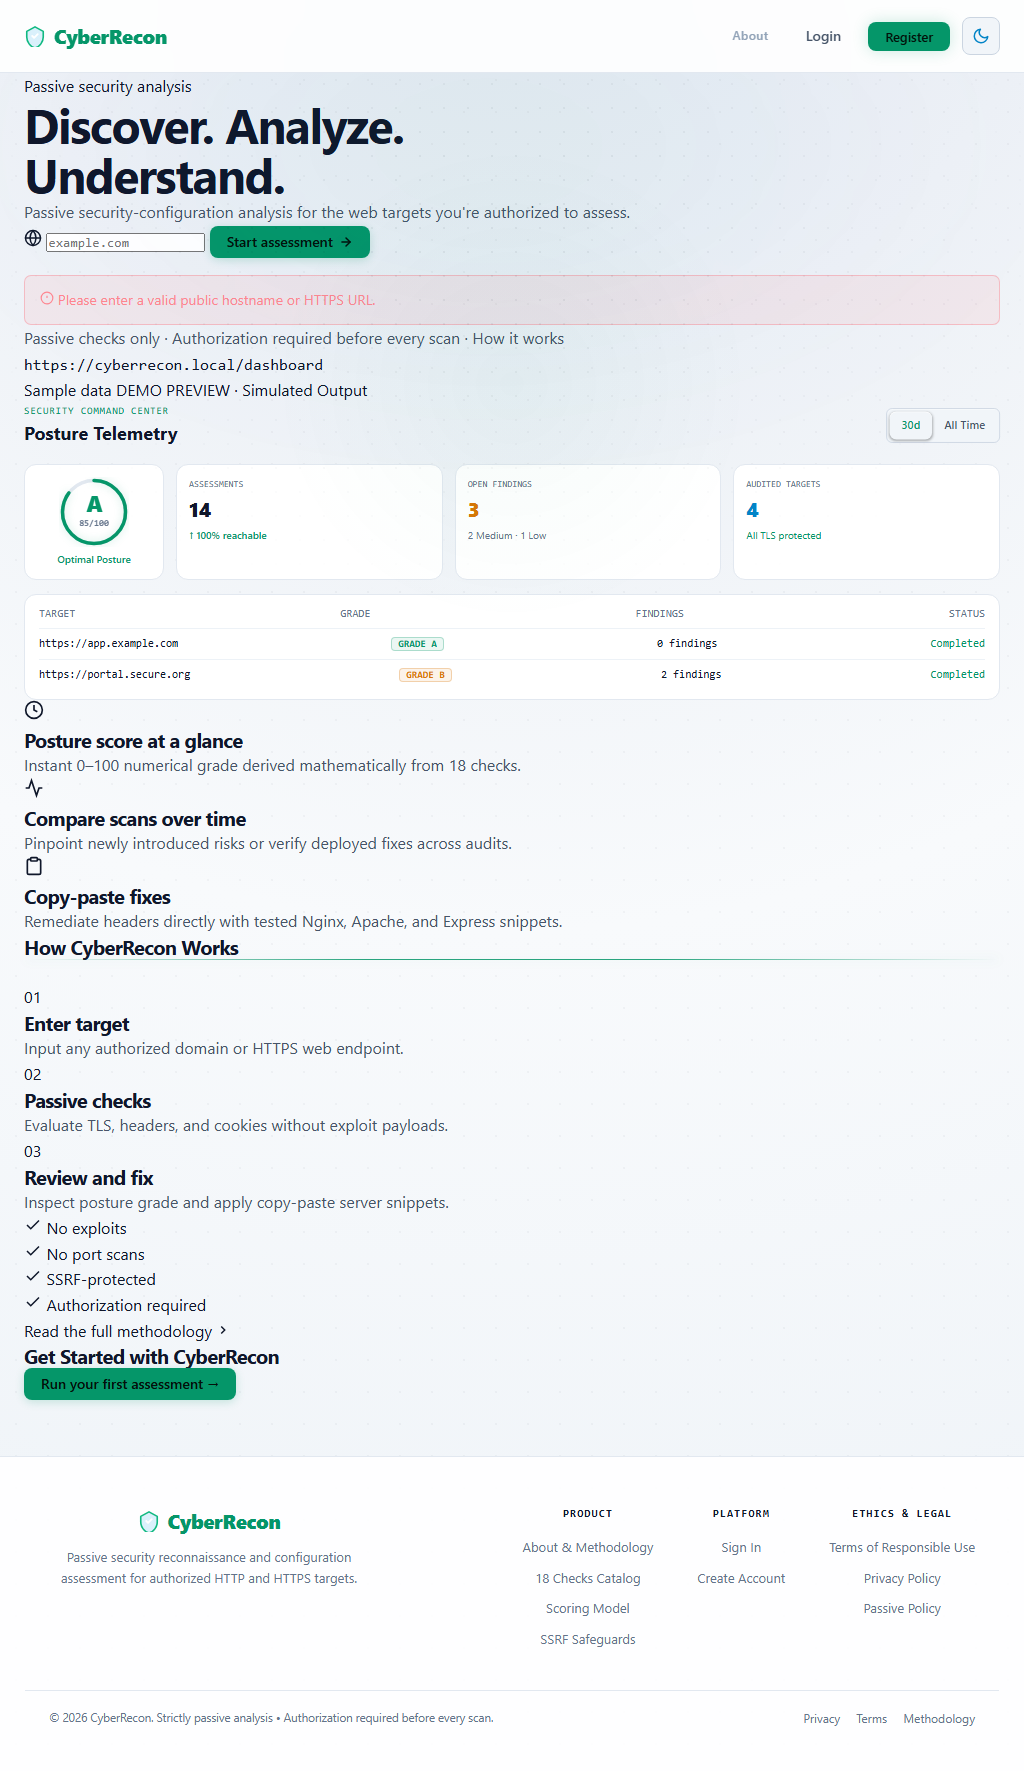 CyberRecon
About
Login
Register
Passive security analysis
Discover. Analyze.
Understand.
Passive security-configuration analysis for the web targets you're authorized to assess.
example.com
Start assessment →
Please enter a valid public hostname or HTTPS URL.
Passive checks only · Authorization required before every scan · How it works
https://cyberrecon.local/dashboard
Sample data DEMO PREVIEW · Simulated Output
SECURITY COMMAND CENTER
Posture Telemetry
30d
All Time
A
85/100
Optimal Posture
ASSESSMENTS
14
↑ 100% reachable
OPEN FINDINGS
3
2 Medium · 1 Low
AUDITED TARGETS
4
All TLS protected
TARGET GRADE FINDINGS STATUS
https://app.example.com GRADE A 0 findings Completed
https://portal.secure.org GRADE B 2 findings Completed
Posture score at a glance
Instant 0–100 numerical grade derived mathematically from 18 checks.
Compare scans over time
Pinpoint newly introduced risks or verify deployed fixes across audits.
Copy-paste fixes
Remediate headers directly with tested Nginx, Apache, and Express snippets.
How CyberRecon Works
01
Enter target
Input any authorized domain or HTTPS web endpoint.
02
Passive checks
Evaluate TLS, headers, and cookies without exploit payloads.
03
Review and fix
Inspect posture grade and apply copy-paste server snippets.
No exploits
No port scans
SSRF-protected
Authorization required
Read the full methodology
Get Started with CyberRecon
Run your first assessment →
CyberRecon
Passive security reconnaissance and configuration
assessment for authorized HTTP and HTTPS targets.
PRODUCT
About & Methodology
18 Checks Catalog
Scoring Model
SSRF Safeguards
PLATFORM
Sign In
Create Account
ETHICS & LEGAL
Terms of Responsible Use
Privacy Policy
Passive Policy
© 2026 CyberRecon. Strictly passive analysis • Authorization required before every scan.
Privacy Terms Methodology